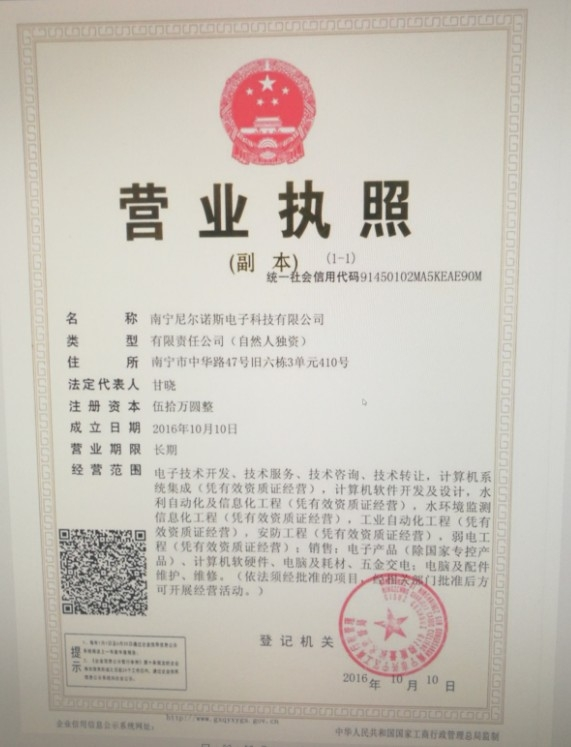 营业执照
(副 本) (1-1)
统一社会信用代码91450102MA5KEAE90M
名 称 南宁尼尔诺斯电子科技有限公司
类 型 有限责任公司（自然人独资）
住 所 南宁市中华路47号旧六栋3单元410号
法定代表人 甘晓
注册资本 伍拾万圆整
成立日期 2016年10月10日
营业期限 长期
经营范围 电子技术开发、技术服务、技术咨询、技术转让，计算机系
统集成（凭有效资质证经营），计算机软件开发及设计，水
利自动化及信息化工程（凭有效资质证经营），水环境监测
信息化工程（凭有效资质证经营），工业自动化工程（凭有
效资质证经营），安防工程（凭有效资质证经营），弱电工
程（凭有效资质证经营）；销售：电子产品（除国家专控产
品）、计算机软硬件、电脑及耗材、五金交电；电脑及配件
维护、维修。（依法须经批准的项目，经相关部门批准后方
可开展经营活动。）
登记机关
2016年 10月 10日
提示
企业信用信息公示系统网址：
中华人民共和国国家工商行政管理总局监制